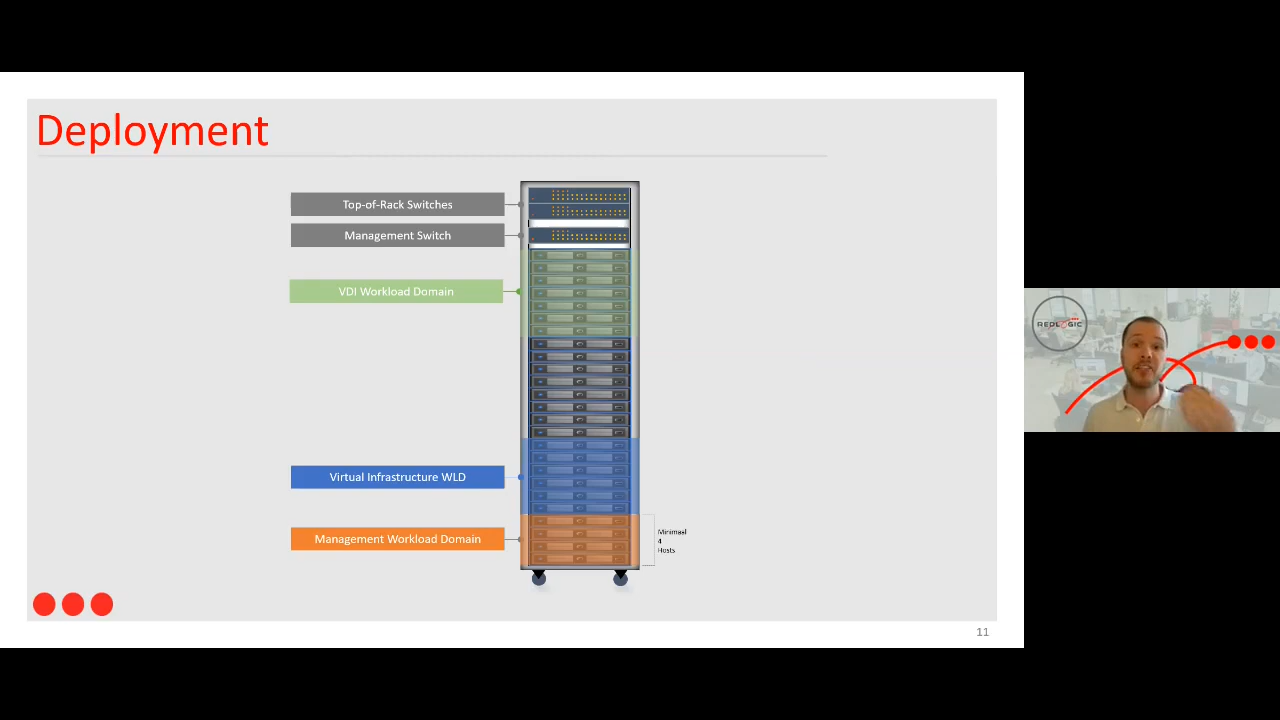 Deployment
Top-of-Rack Switches
Management Switch
VDI Workload Domain
Virtual Infrastructure WLD
Management Workload Domain
Minimaal
4
Hosts
11
REPLOGIC